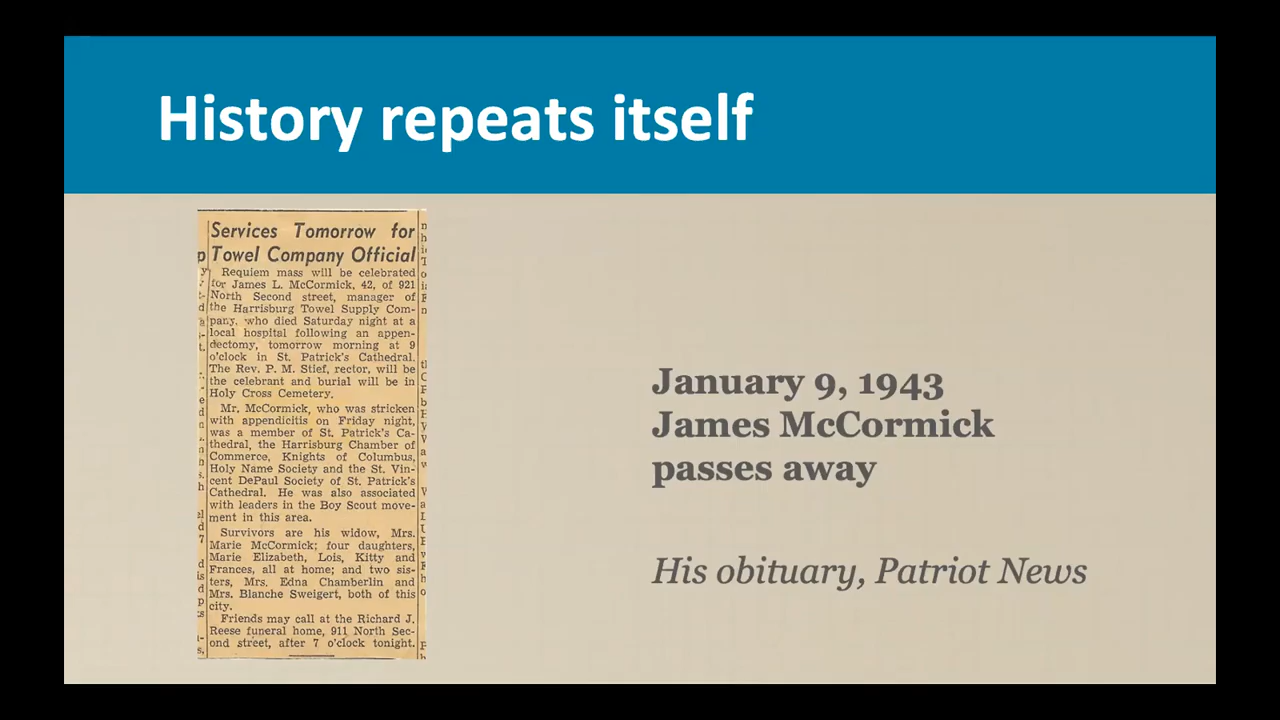 History repeats itself
Services Tomorrow for
Towel Company Official
Requiem mass will be celebrated
for James L. McCormick, 42, of 921
North Second street, manager of
the Harrisburg Towel Supply Com-
pany, who died Saturday night at a
local hospital following an appen-
dectomy, tomorrow morning at 9
o'clock in St. Patrick's Cathedral.
The Rev. P. M. Stief, rector, will be
the celebrant and burial will be in
Holy Cross Cemetery.
Mr. McCormick, who was stricken
with appendicitis on Friday night,
was a member of St. Patrick's Ca-
thedral, the Harrisburg Chamber of
Commerce, Knights of Columbus,
Holy Name Society and the St. Vin-
cent DePaul Society of St. Patrick's
Cathedral. He was also associated
with leaders in the Boy Scout move-
ment in this area.
Survivors are his widow, Mrs.
Marie McCormick; four daughters,
Marie Elizabeth, Lois, Kitty and
Frances, all at home; and two sis-
ters, Mrs. Edna Chamberlin and
Mrs. Blanche Sweigert, both of this
city.
Friends may call at the Richard J.
Reese funeral home, 911 North Sec-
ond street, after 7 o'clock tonight.
January 9, 1943
James McCormick
passes away
His obituary, Patriot News